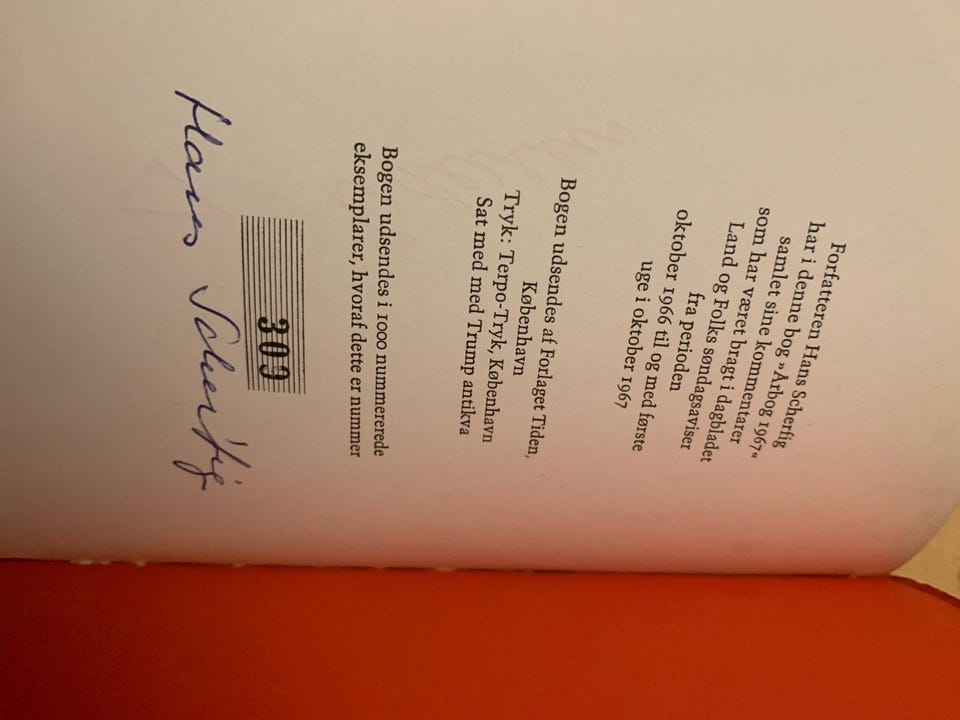 Forfatteren Hans Scherfig
har i denne bog »Årbog 1967«
samlet sine kommentarer
som har været bragt i dagbladet
Land og Folks søndagsaviser
fra perioden
oktober 1966 til og med første
uge i oktober 1967
Bogen udsendes af Forlaget Tiden,
København
Tryk: Terpo-Tryk, København
Sat med med Trump antikva
Bogen udsendes i 1000 nummererede
eksemplarer, hvoraf dette er nummer
300
Hans Scherfig